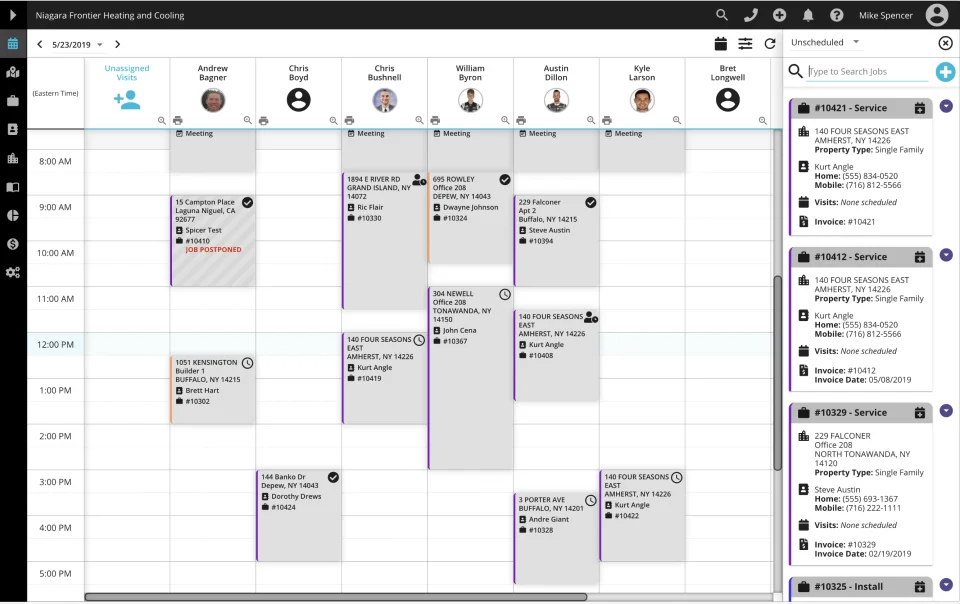 Niagara Frontier Heating and Cooling
Mike Spencer
5/23/2019
Unscheduled
Type to Search Jobs
(Eastern Time)
Unassigned
Visits
Andrew
Bagner
Chris
Boyd
Chris
Bushnell
William
Byron
Austin
Dillon
Kyle
Larson
Bret
Longwell
8:00 AM
9:00 AM
10:00 AM
11:00 AM
12:00 PM
1:00 PM
2:00 PM
3:00 PM
4:00 PM
5:00 PM
Meeting
15 Campton Place
Laguna Niguel, CA
92677
Spicer Test
#10410
JOB POSTPONED
1051 KENSINGTON
Builder 1
BUFFALO, NY 14215
Brett Hart
#10302
144 Banko Dr
Depew, NY 14043
Dorothy Drews
#10424
Meeting
1894 E RIVER RD
GRAND ISLAND, NY
14072
Ric Flair
#10330
140 FOUR SEASONS
EAST
AMHERST, NY 14226
Kurt Angle
#10419
Meeting
695 ROWLEY
Office 208
DEPEW, NY 14043
Dwayne Johnson
#10324
304 NEWELL
Office 208
TONAWANDA, NY
14150
John Cena
#10367
Meeting
229 Falconer
Apt 2
Buffalo, NY 14215
Steve Austin
#10394
140 FOUR SEASONS
EAST
AMHERST, NY 14226
Kurt Angle
#10408
3 PORTER AVE
BUFFALO, NY 14201
Andre Giant
#10328
Meeting
140 FOUR SEASONS
EAST
AMHERST, NY 14226
Kurt Angle
#10422
#10421 - Service
140 FOUR SEASONS EAST
AMHERST, NY 14226
Property Type: Single Family
Kurt Angle
Home: (555) 834-0520
Mobile: (716) 812-5566
Visits: None scheduled
Invoice: #10421
#10412 - Service
140 FOUR SEASONS EAST
AMHERST, NY 14226
Property Type: Single Family
Kurt Angle
Home: (555) 834-0520
Mobile: (716) 812-5566
Visits: None scheduled
Invoice: #10412
Invoice Date: 05/08/2019
#10329 - Service
229 FALCONER
Office 208
NORTH TONAWANDA, NY
14120
Property Type: Single Family
Steve Austin
Home: (555) 693-1367
Mobile: (716) 222-1111
Visits: None scheduled
Invoice: #10329
Invoice Date: 02/19/2019
#10325 - Install